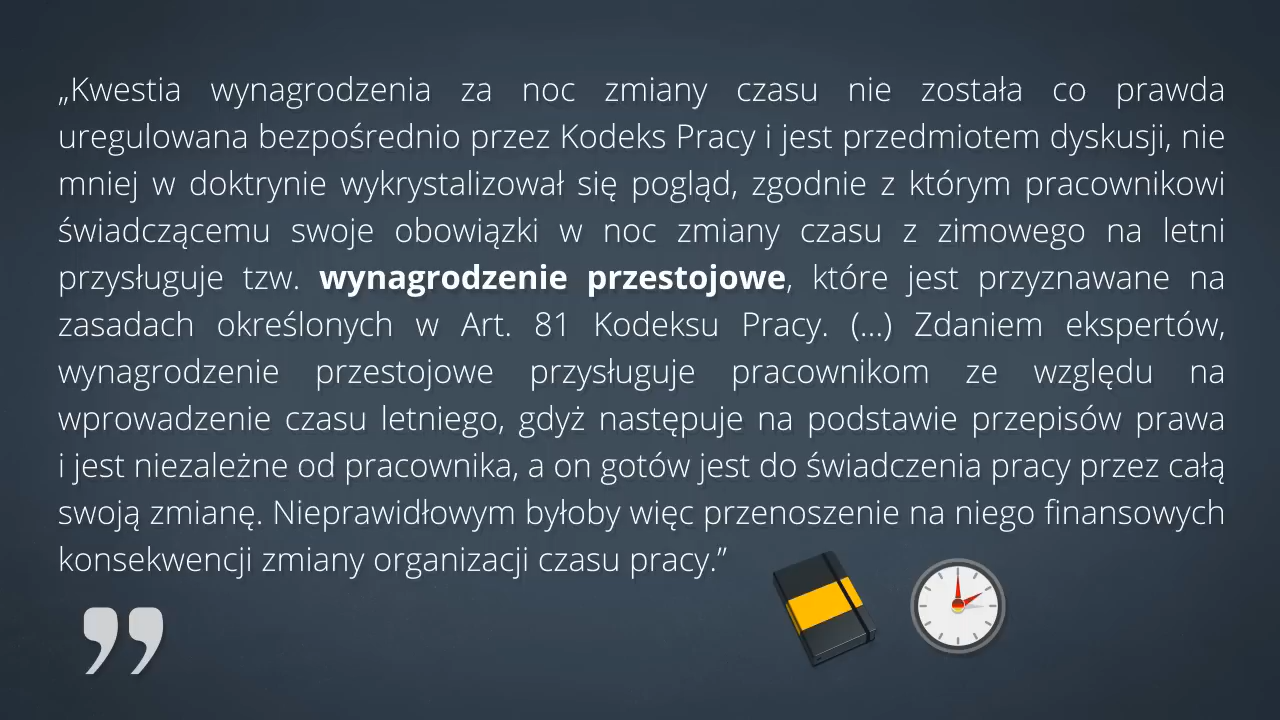 „Kwestia wynagrodzenia za noc zmiany czasu nie została co prawda
uregulowana bezpośrednio przez Kodeks Pracy i jest przedmiotem dyskusji, nie
mniej w doktrynie wykrystalizował się pogląd, zgodnie z którym pracownikowi
świadczącemu swoje obowiązki w noc zmiany czasu z zimowego na letni
przysługuje tzw. wynagrodzenie przestojowe, które jest przyznawane na
zasadach określonych w Art. 81 Kodeksu Pracy. (...) Zdaniem ekspertów,
wynagrodzenie przestojowe przysługuje pracownikom ze względu na
wprowadzenie czasu letniego, gdyż następuje na podstawie przepisów prawa
i jest niezależne od pracownika, a on gotów jest do świadczenia pracy przez całą
swoją zmianę. Nieprawidłowym byłoby więc przenoszenie na niego finansowych
konsekwencji zmiany organizacji czasu pracy.”
”